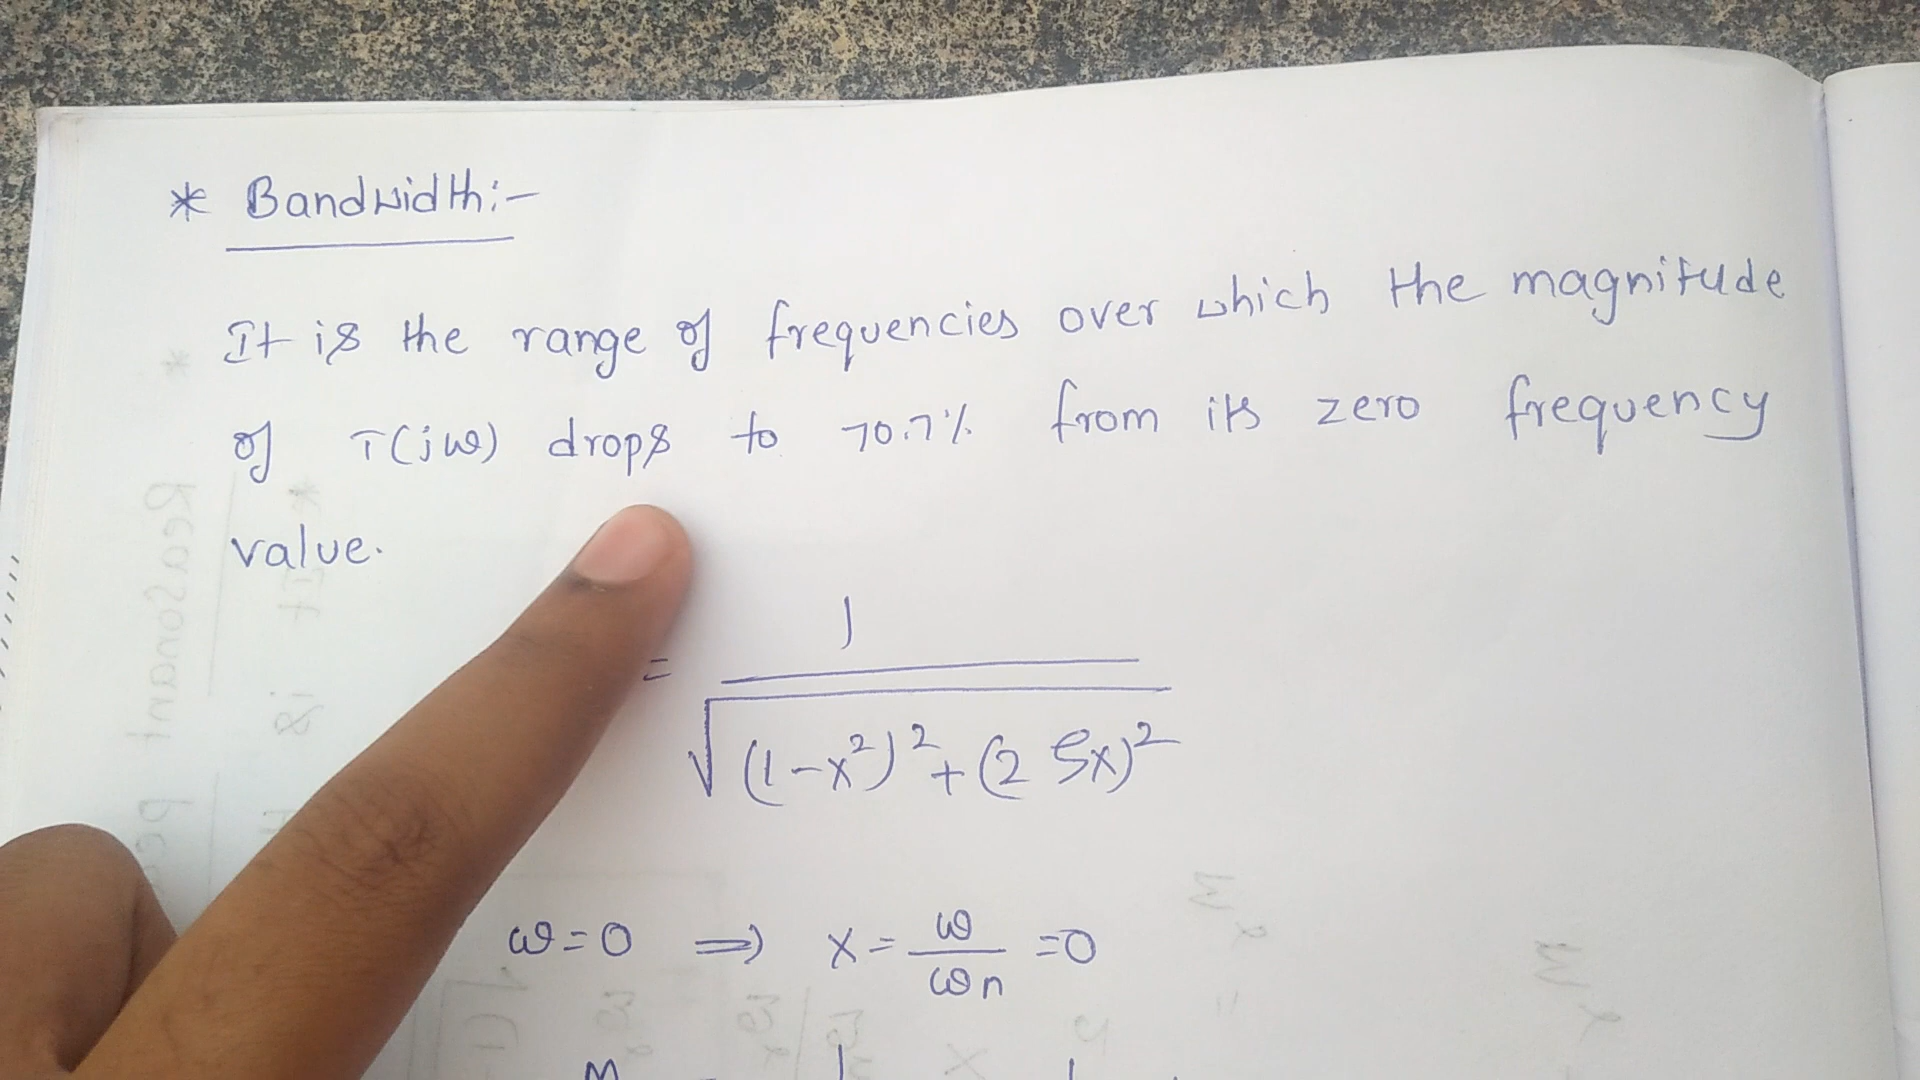 * Bandwidth:-
It is the range of frequencies over which the magnitude
of T(jω) drops to 70.7% from its zero frequency
value.
= 1 / √((1-x²)² + (2ζx)²)
ω=0 ⇒ x = ω/ωn =0